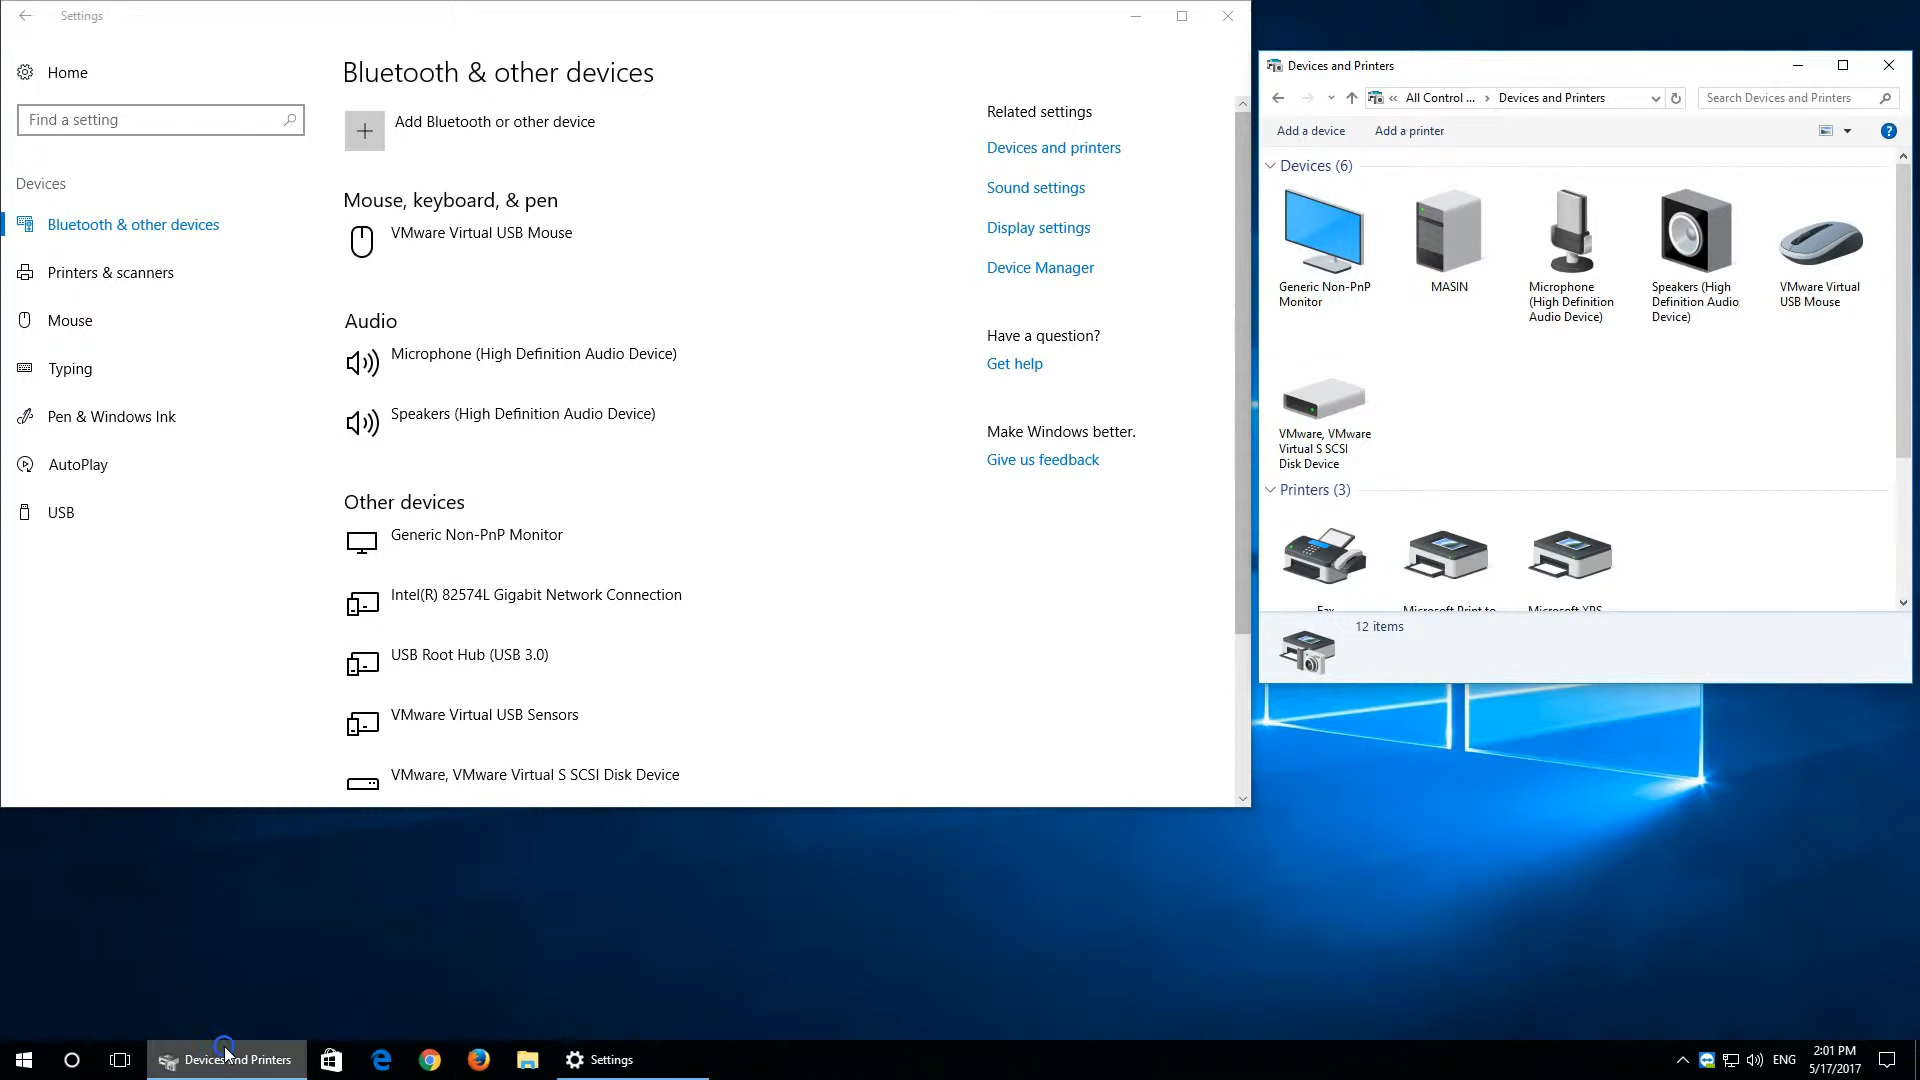 Settings
Home
Find a setting
Devices
Bluetooth & other devices
Printers & scanners
Mouse
Typing
Pen & Windows Ink
AutoPlay
USB
Bluetooth & other devices
Add Bluetooth or other device
Mouse, keyboard, & pen
VMware Virtual USB Mouse
Audio
Microphone (High Definition Audio Device)
Speakers (High Definition Audio Device)
Other devices
Generic Non-PnP Monitor
Intel(R) 82574L Gigabit Network Connection
USB Root Hub (USB 3.0)
VMware Virtual USB Sensors
VMware, VMware Virtual S SCSI Disk Device
Related settings
Devices and printers
Sound settings
Display settings
Device Manager
Have a question?
Get help
Make Windows better.
Give us feedback
Devices and Printers
« All Control ... › Devices and Printers
Search Devices and Printers
Add a device
Add a printer
Devices (6)
Generic Non-PnP
Monitor
MASIN
Microphone
(High Definition
Audio Device)
Speakers (High
Definition Audio
Device)
VMware Virtual
USB Mouse
VMware, VMware
Virtual S SCSI
Disk Device
Printers (3)
Fax
Microsoft Print to
Microsoft XPS
12 items
Devices and Printers
Settings
ENG
2:01 PM
5/17/2017